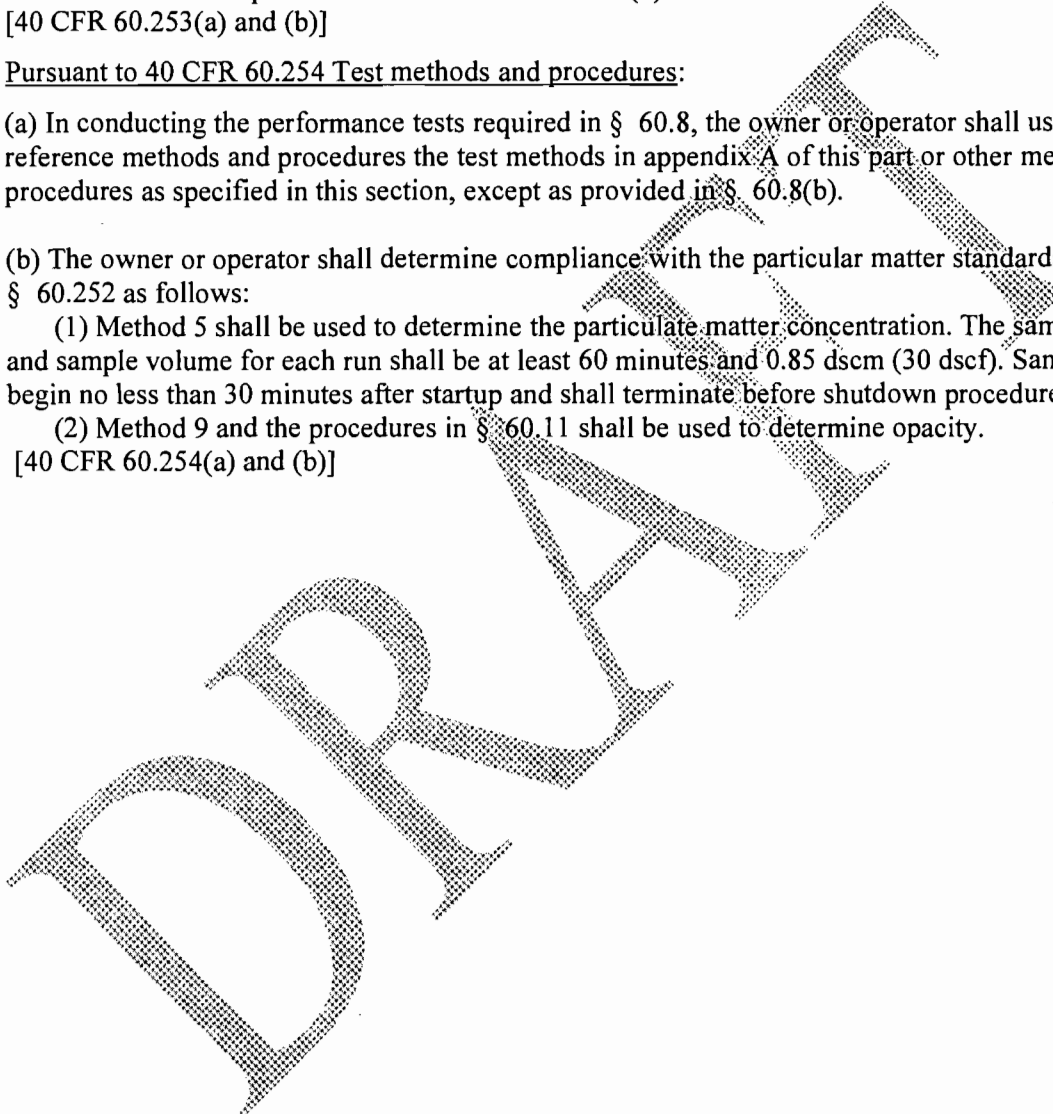 [40 CFR 60.253(a) and (b)]
Pursuant to 40 CFR 60.254 Test methods and procedures:
(a) In conducting the performance tests required in § 60.8, the owner or operator shall us
reference methods and procedures the test methods in appendix A of this part or other me
procedures as specified in this section, except as provided in § 60.8(b).
(b) The owner or operator shall determine compliance with the particular matter standard
§ 60.252 as follows:
(1) Method 5 shall be used to determine the particulate matter concentration. The sam
and sample volume for each run shall be at least 60 minutes and 0.85 dscm (30 dscf). Sam
begin no less than 30 minutes after startup and shall terminate before shutdown procedure
(2) Method 9 and the procedures in § 60.11 shall be used to determine opacity.
[40 CFR 60.254(a) and (b)]
DRAFT